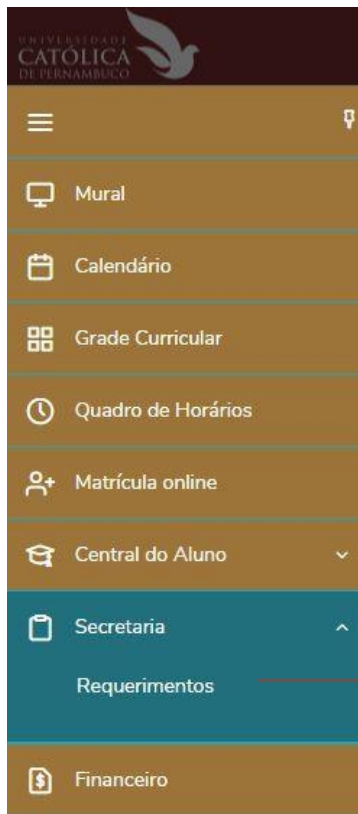 UNIVERSIDADE
CATÓLICA
DE PERNAMBUCO
Mural
Calendário
Grade Curricular
Quadro de Horários
Matrícula online
Central do Aluno
Secretaria
Requerimentos
Financeiro